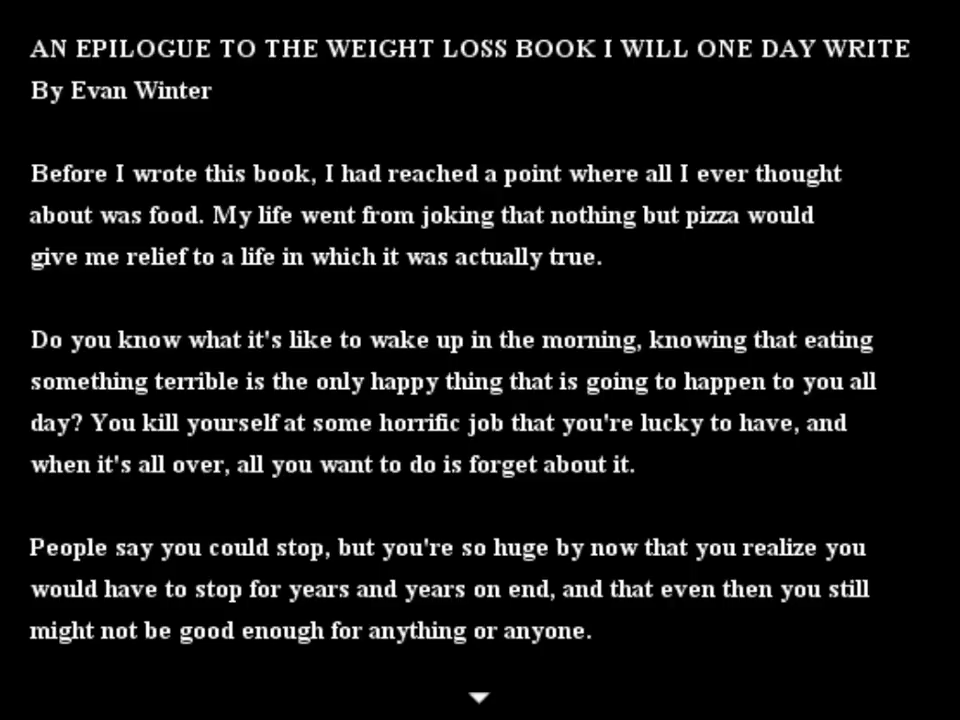 AN EPILOGUE TO THE WEIGHT LOSS BOOK I WILL ONE DAY WRITE
By Evan Winter
Before I wrote this book, I had reached a point where all I ever thought
about was food. My life went from joking that nothing but pizza would
give me relief to a life in which it was actually true.
Do you know what it's like to wake up in the morning, knowing that eating
something terrible is the only happy thing that is going to happen to you all
day? You kill yourself at some horrific job that you're lucky to have, and
when it's all over, all you want to do is forget about it.
People say you could stop, but you're so huge by now that you realize you
would have to stop for years and years on end, and that even then you still
might not be good enough for anything or anyone.